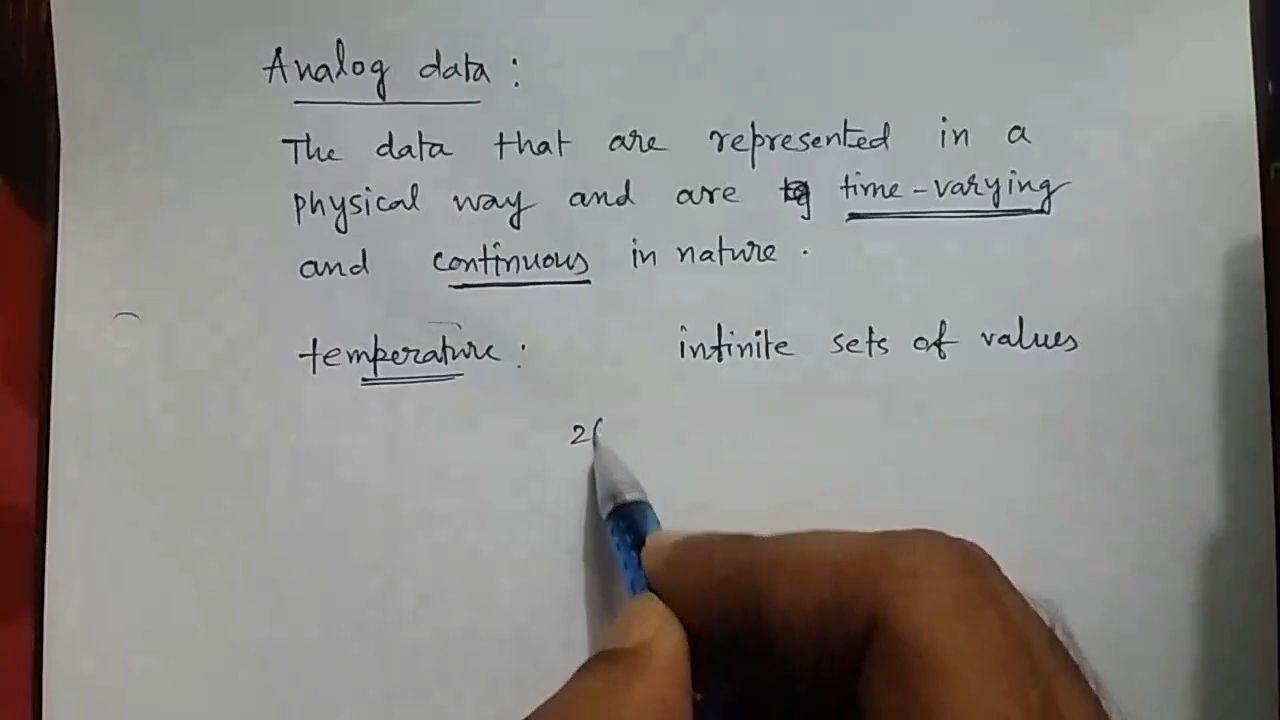 Analog data :
The data that are represented in a
physical way and are time-varying
and continuous in nature .
temperature : infinite sets of values
2